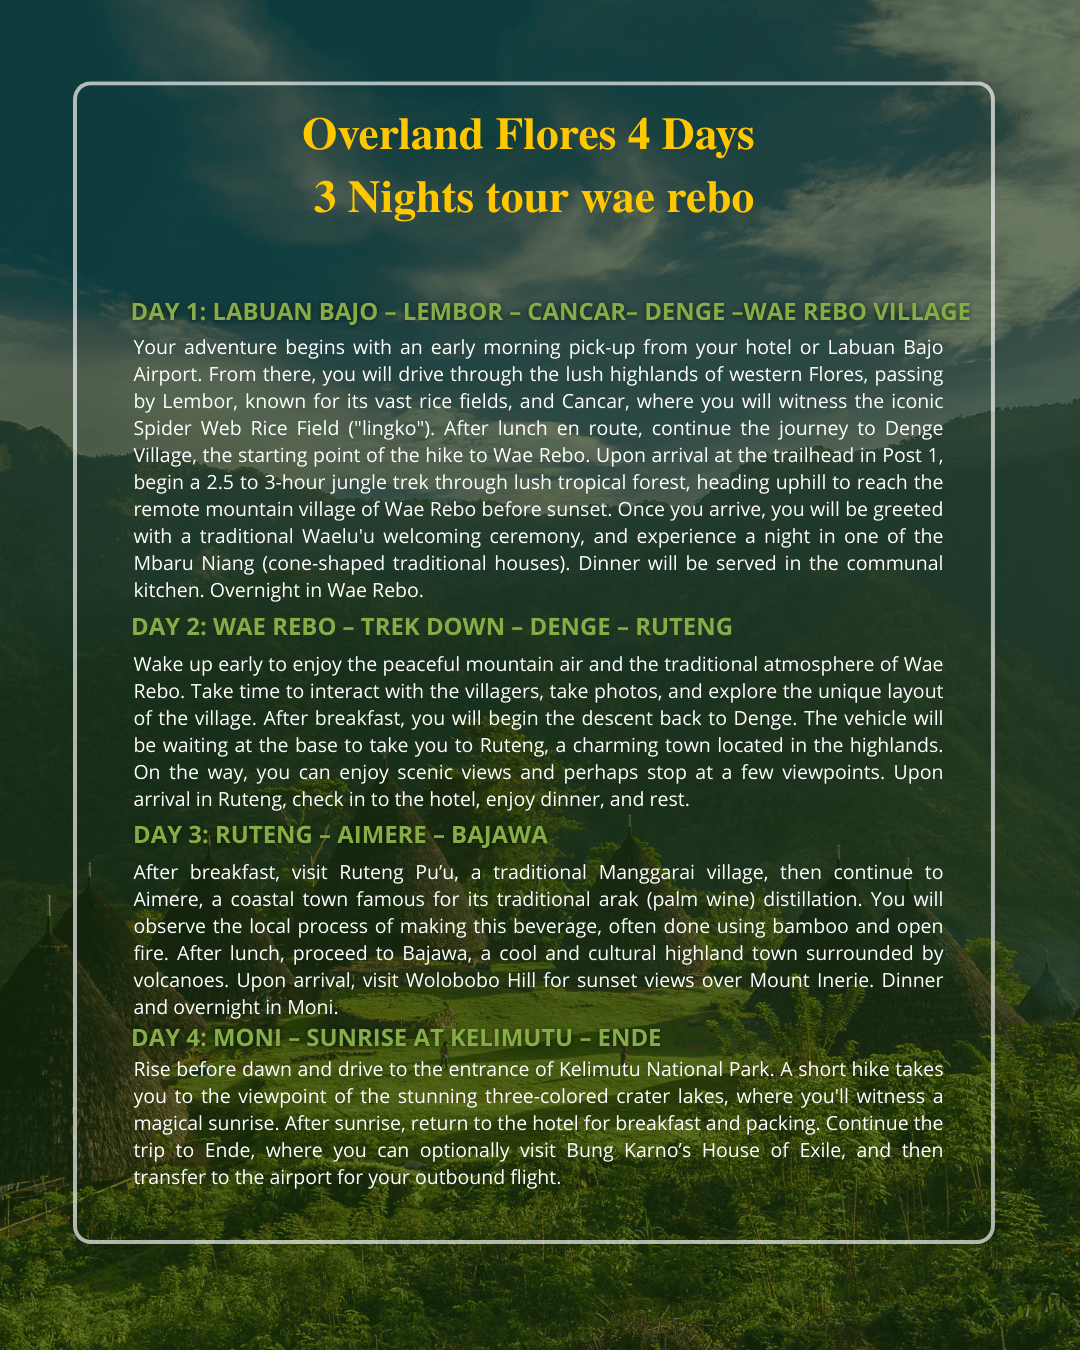 Overland Flores 4 Days
3 Nights tour wae rebo
DAY 1: LABUAN BAJO – LEMBOR – CANCAR– DENGE –WAE REBO VILLAGE
Your adventure begins with an early morning pick-up from your hotel or Labuan Bajo
Airport. From there, you will drive through the lush highlands of western Flores, passing
by Lembor, known for its vast rice fields, and Cancar, where you will witness the iconic
Spider Web Rice Field ("lingko"). After lunch en route, continue the journey to Denge
Village, the starting point of the hike to Wae Rebo. Upon arrival at the trailhead in Post 1,
begin a 2.5 to 3-hour jungle trek through lush tropical forest, heading uphill to reach the
remote mountain village of Wae Rebo before sunset. Once you arrive, you will be greeted
with a traditional Waelu'u welcoming ceremony, and experience a night in one of the
Mbaru Niang (cone-shaped traditional houses). Dinner will be served in the communal
kitchen. Overnight in Wae Rebo.
DAY 2: WAE REBO – TREK DOWN – DENGE – RUTENG
Wake up early to enjoy the peaceful mountain air and the traditional atmosphere of Wae
Rebo. Take time to interact with the villagers, take photos, and explore the unique layout
of the village. After breakfast, you will begin the descent back to Denge. The vehicle will
be waiting at the base to take you to Ruteng, a charming town located in the highlands.
On the way, you can enjoy scenic views and perhaps stop at a few viewpoints. Upon
arrival in Ruteng, check in to the hotel, enjoy dinner, and rest.
DAY 3: RUTENG – AIMERE – BAJAWA
After breakfast, visit Ruteng Pu’u, a traditional Manggarai village, then continue to
Aimere, a coastal town famous for its traditional arak (palm wine) distillation. You will
observe the local process of making this beverage, often done using bamboo and open
fire. After lunch, proceed to Bajawa, a cool and cultural highland town surrounded by
volcanoes. Upon arrival, visit Wolobobo Hill for sunset views over Mount Inerie. Dinner
and overnight in Moni.
DAY 4: MONI – SUNRISE AT KELIMUTU – ENDE
Rise before dawn and drive to the entrance of Kelimutu National Park. A short hike takes
you to the viewpoint of the stunning three-colored crater lakes, where you'll witness a
magical sunrise. After sunrise, return to the hotel for breakfast and packing. Continue the
trip to Ende, where you can optionally visit Bung Karno’s House of Exile, and then
transfer to the airport for your outbound flight.